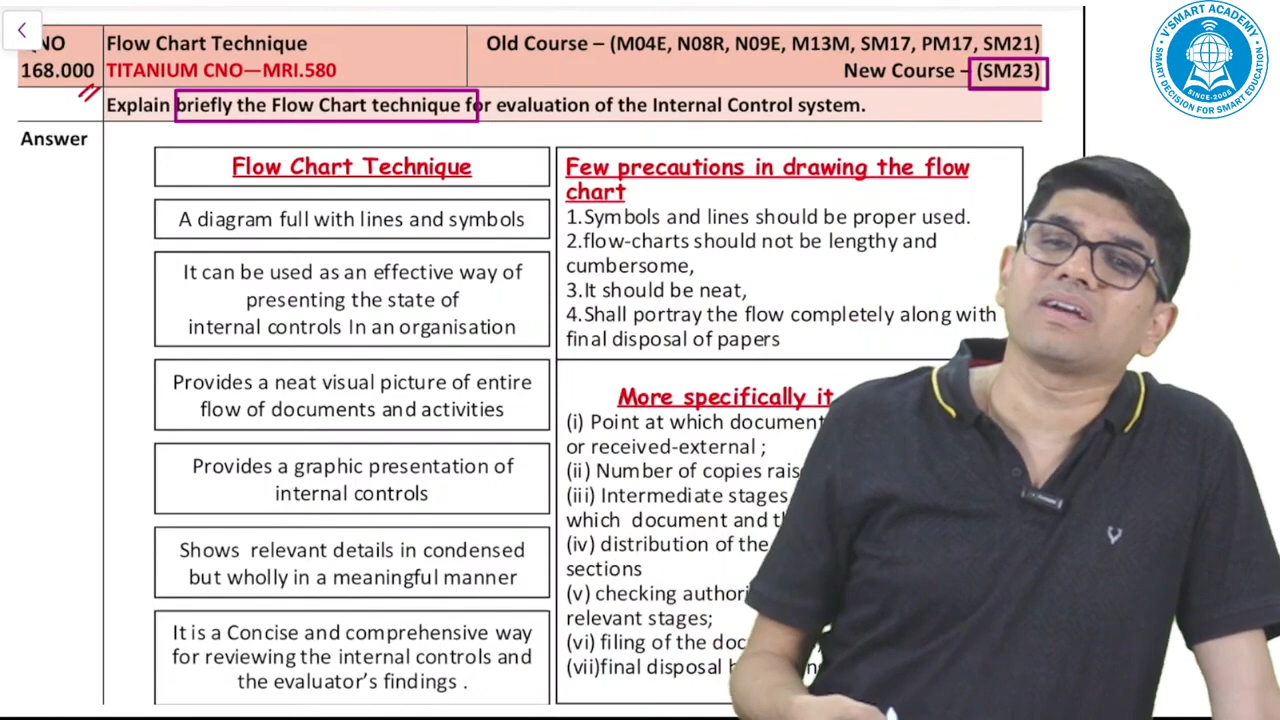 NO
168.000
Flow Chart Technique
TITANIUM CNO—MRI.580
Old Course – (M04E, N08R, N09E, M13M, SM17, PM17, SM21)
New Course – (SM23)
Explain briefly the Flow Chart technique for evaluation of the Internal Control system.
Answer
Flow Chart Technique
A diagram full with lines and symbols
It can be used as an effective way of
presenting the state of
internal controls In an organisation
Provides a neat visual picture of entire
flow of documents and activities
Provides a graphic presentation of
internal controls
Shows relevant details in condensed
but wholly in a meaningful manner
It is a Concise and comprehensive way
for reviewing the internal controls and
the evaluator’s findings .
Few precautions in drawing the flow
chart
1.Symbols and lines should be proper used.
2.flow-charts should not be lengthy and
cumbersome,
3.It should be neat,
4.Shall portray the flow completely along with
final disposal of papers
More specifically it
(i) Point at which document
or received-external ;
(ii) Number of copies
(iii) Intermediate stages
which document and
(iv) distribution of the
sections
(v) checking
relevant stages;
(vi) filing of the
(vii)final disposal
V'SMART ACADEMY
SINCE-2005
SMART DECISION FOR SMART EDUCATION